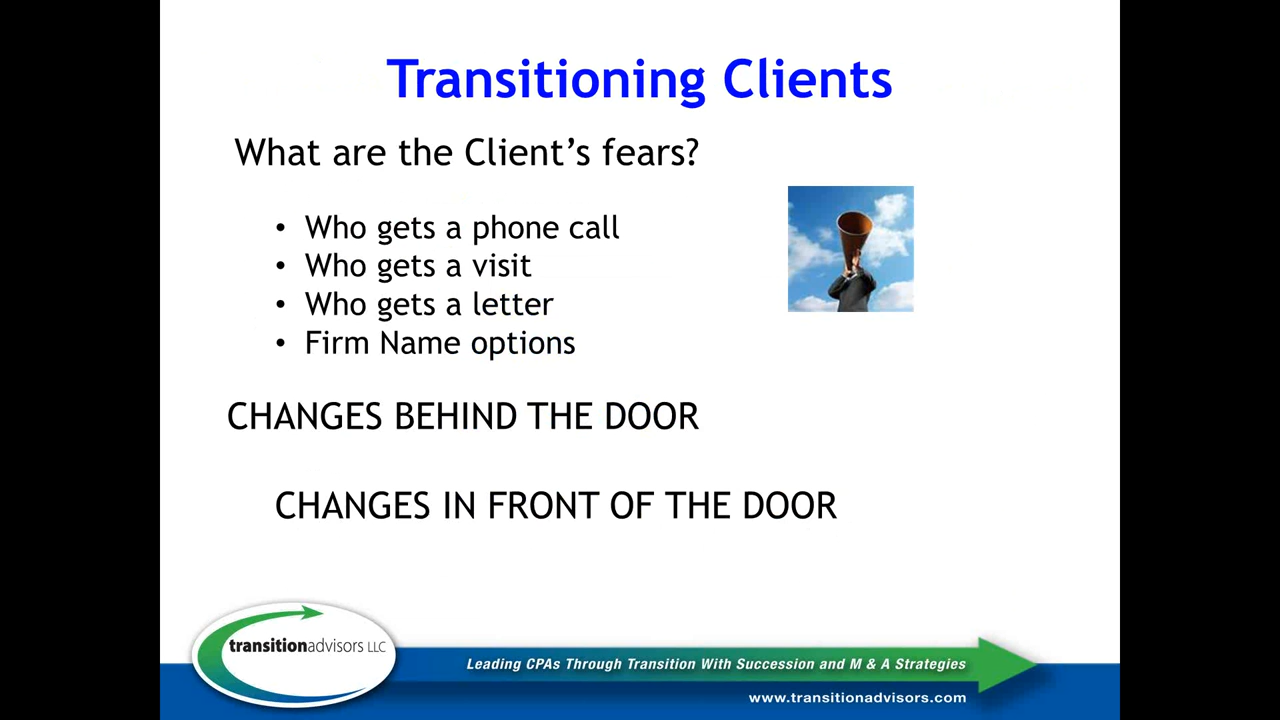 Transitioning Clients
What are the Client's fears?
• Who gets a phone call
• Who gets a visit
• Who gets a letter
• Firm Name options
CHANGES BEHIND THE DOOR
CHANGES IN FRONT OF THE DOOR
transitionadvisors LLC
Leading CPAs Through Transition With Succession and M & A Strategies
www.transitionadvisors.com